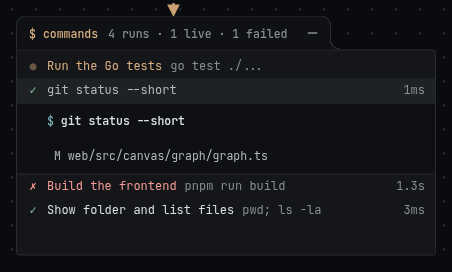 $ commands 4 runs · 1 live · 1 failed —
● Run the Go tests go test ./...
✓ git status --short 1ms
$ git status --short
M web/src/canvas/graph/graph.ts
✗ Build the frontend pnpm run build 1.3s
✓ Show folder and list files pwd; ls -la 3ms